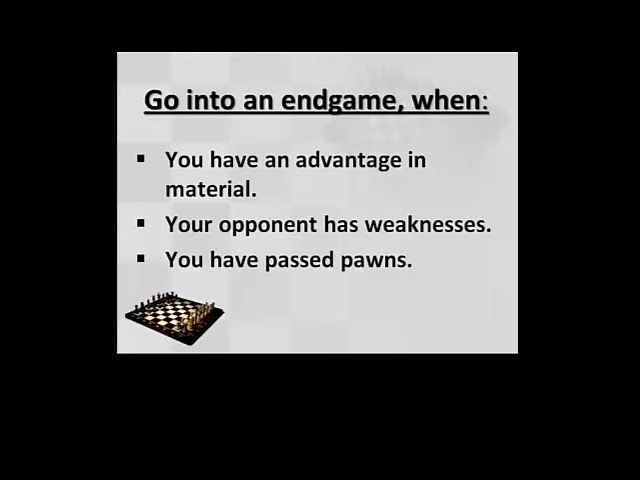 Go into an endgame, when:
▪ You have an advantage in
material.
▪ Your opponent has weaknesses.
▪ You have passed pawns.